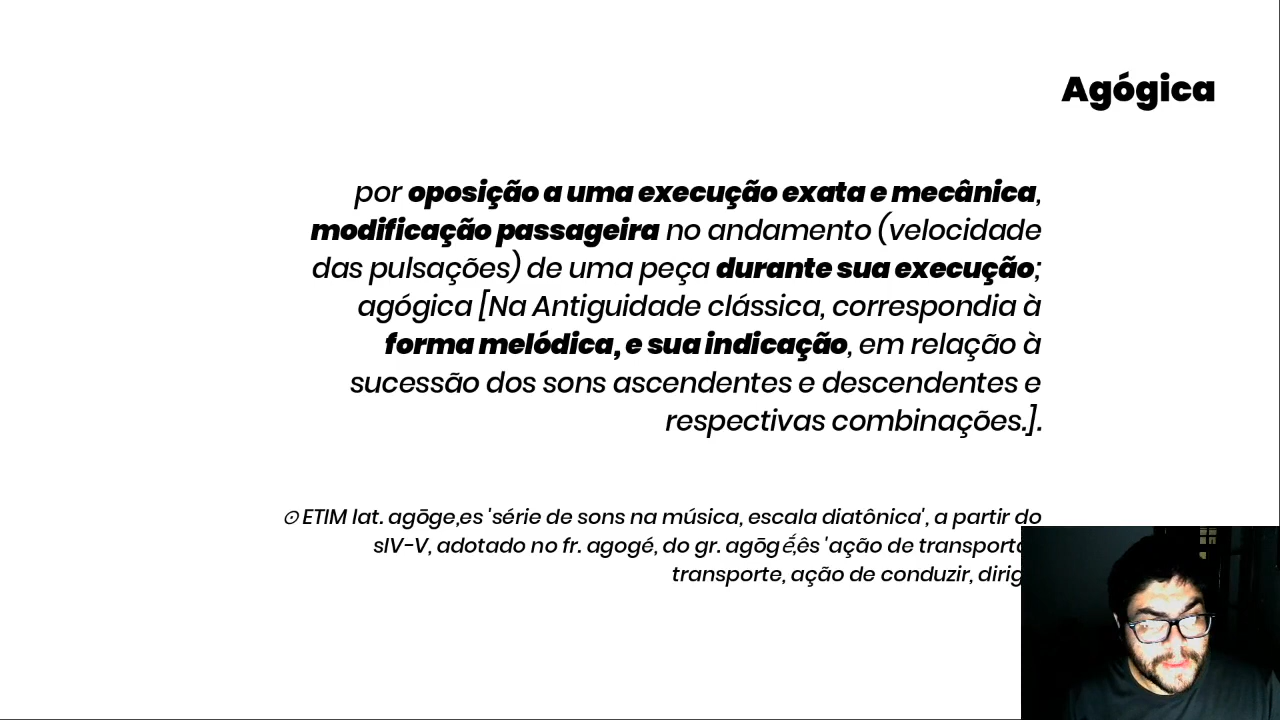 Agógica
por oposição a uma execução exata e mecânica,
modificação passageira no andamento (velocidade
das pulsações) de uma peça durante sua execução;
agógica [Na Antiguidade clássica, correspondia à
forma melódica, e sua indicação, em relação à
sucessão dos sons ascendentes e descendentes e
respectivas combinações.].
⊙ ETIM lat. agōge,es 'série de sons na música, escala diatônica', a partir do
sIV-V, adotado no fr. agogé, do gr. agōgḗ,ês 'ação de
transporte, ação de conduzir,